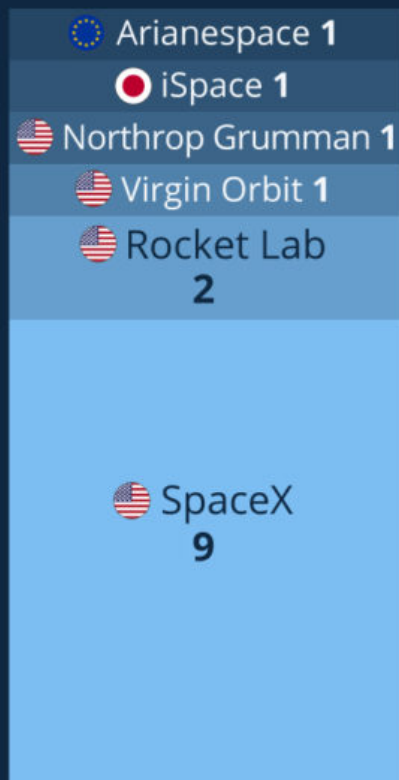 Arianespace 1
iSpace 1
Northrop Grumman 1
Virgin Orbit 1
Rocket Lab
2
SpaceX
9